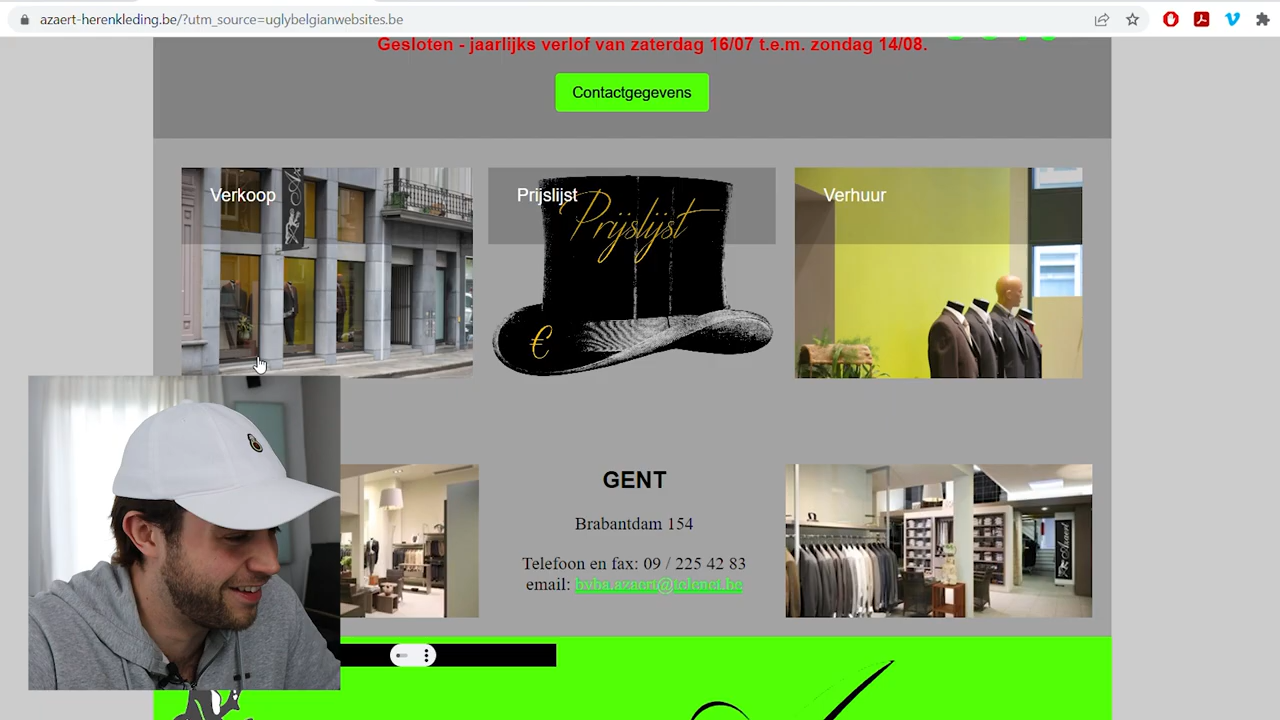 azaert-herenkleding.be/?utm_source=uglybelgianwebsites.be
Gesloten - jaarlijks verlof van zaterdag 16/07 t.e.m. zondag 14/08.
Contactgegevens
Verkoop
Prijslijst
Prijslijst
€
Verhuur
GENT
Brabantdam 154
Telefoon en fax: 09 / 225 42 83
email: bvba.azaert@telenet.be
Azaert